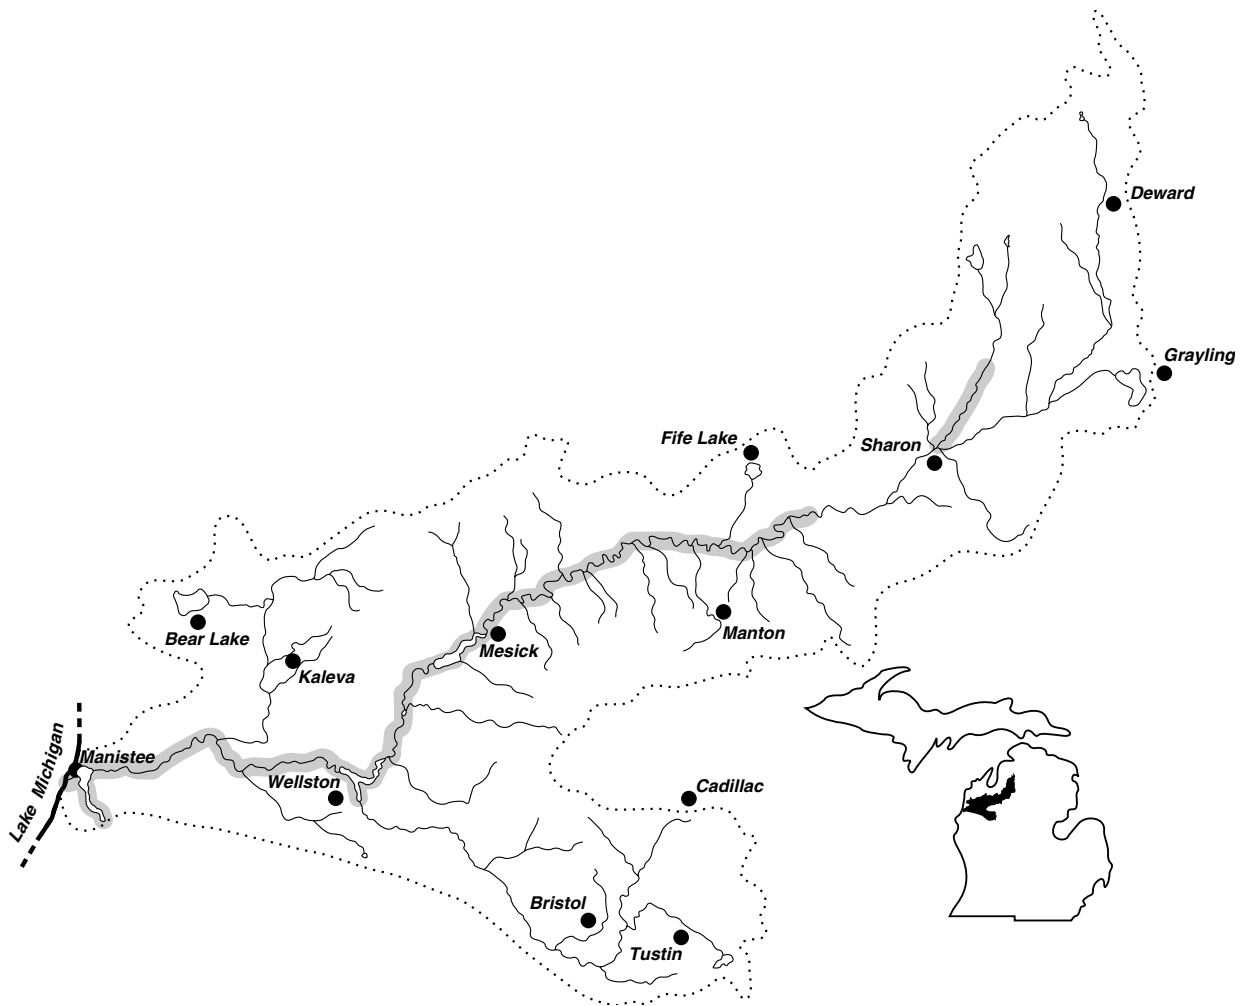 Deward
Grayling
Fife Lake
Sharon
Bear Lake
Manton
Mesick
Kaleva
Lake Michigan
Manistee
Wellston
Cadillac
Bristol
Tustin